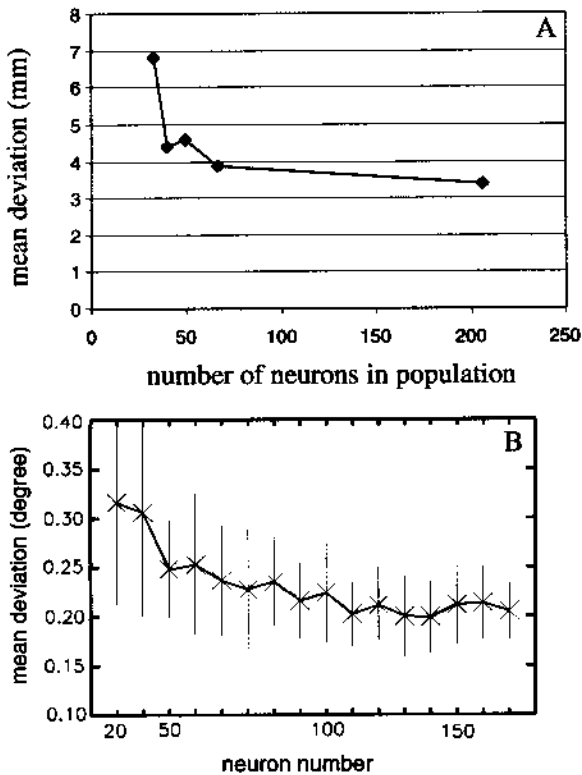 A
8
7
6
5
4
3
2
1
0
mean deviation (mm)
0 50 100 150 200 250
number of neurons in population
B
0.40
0.35
0.30
0.25
0.20
0.15
0.10
mean deviation (degree)
20 50 100 150
neuron number